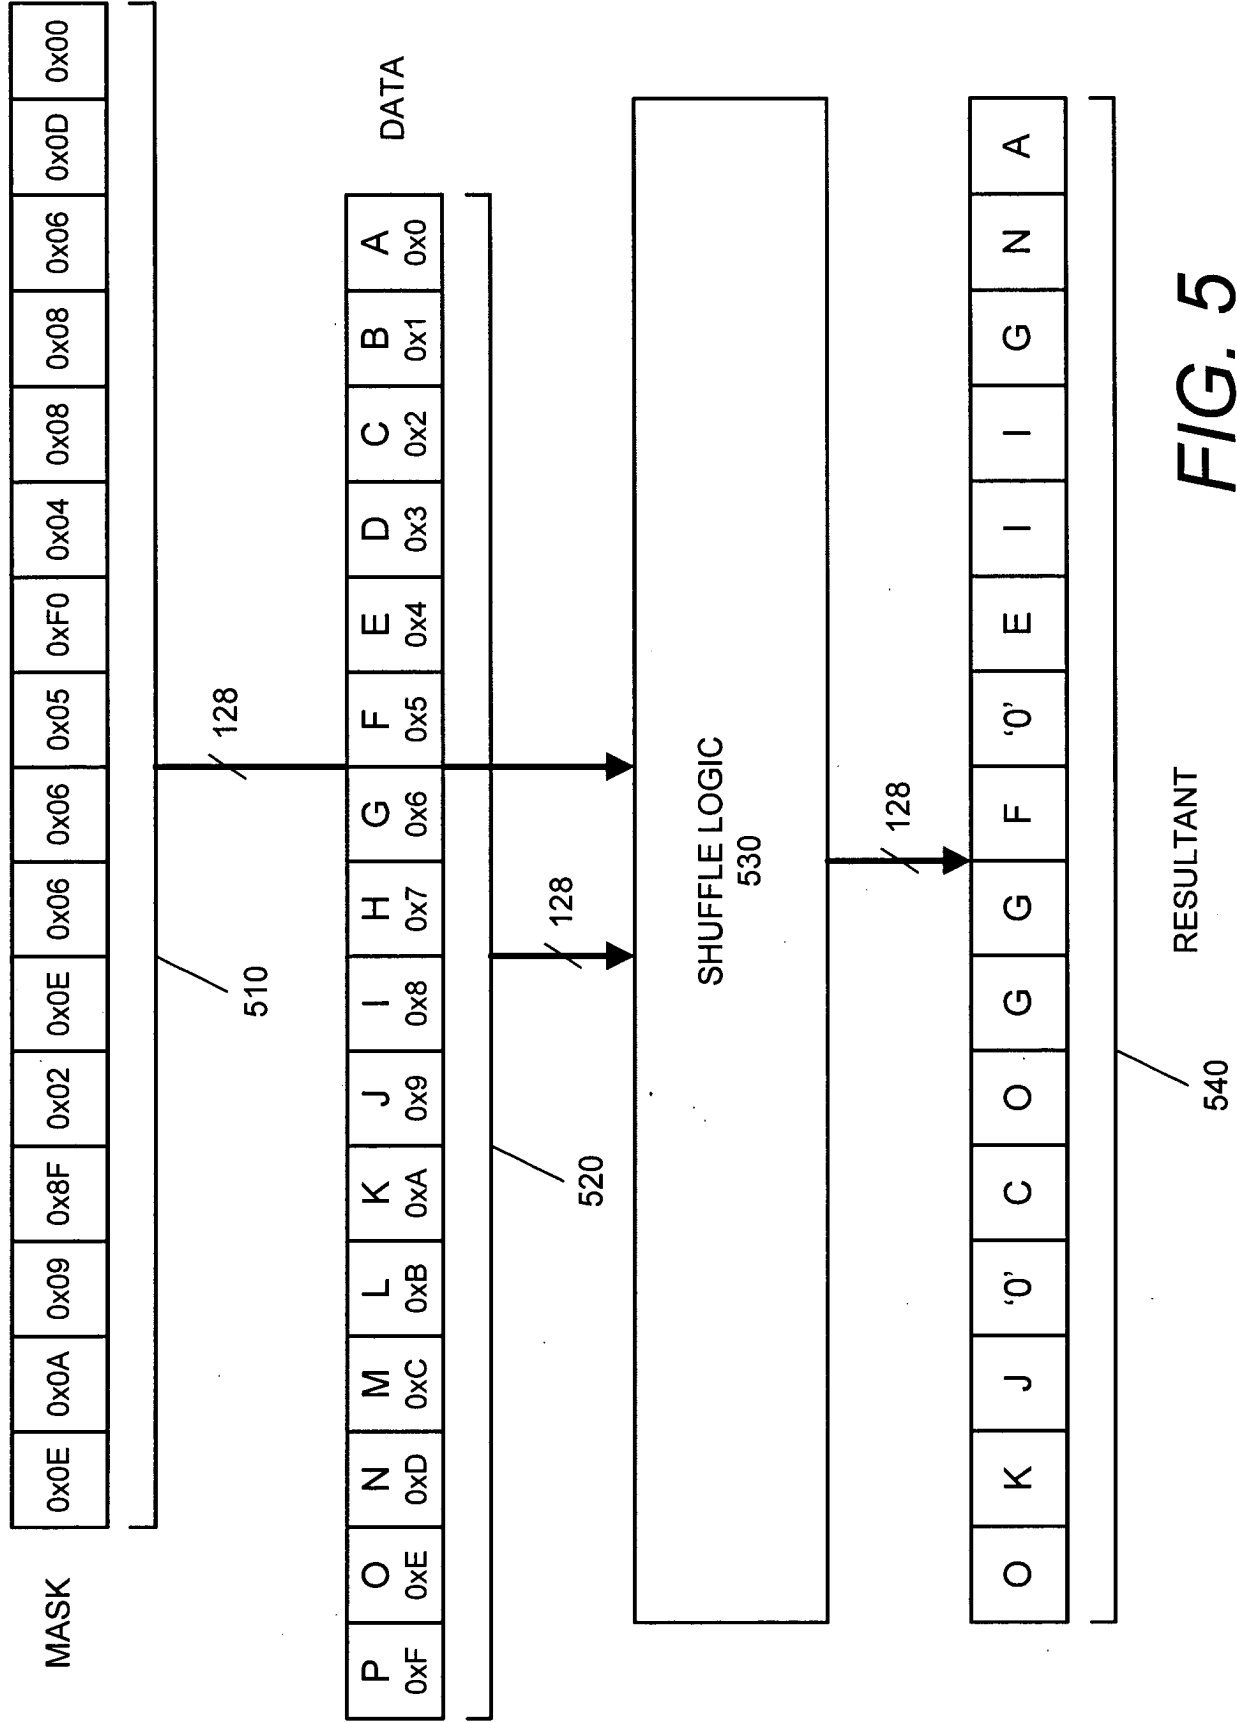 MASK
0x0E 0x0A 0x09 0x8F 0x02 0x0E 0x06 0x06 0x05 0xF0 0x04 0x08 0x08 0x06 0x0D 0x00
510
128
DATA
P O N M L K J I H G F E D C B A
0xF 0xE 0xD 0xC 0xB 0xA 0x9 0x8 0x7 0x6 0x5 0x4 0x3 0x2 0x1 0x0
520
128
SHUFFLE LOGIC
530
128
O K J '0' C O G G F '0' E I I G N A
540
RESULTANT
FIG. 5